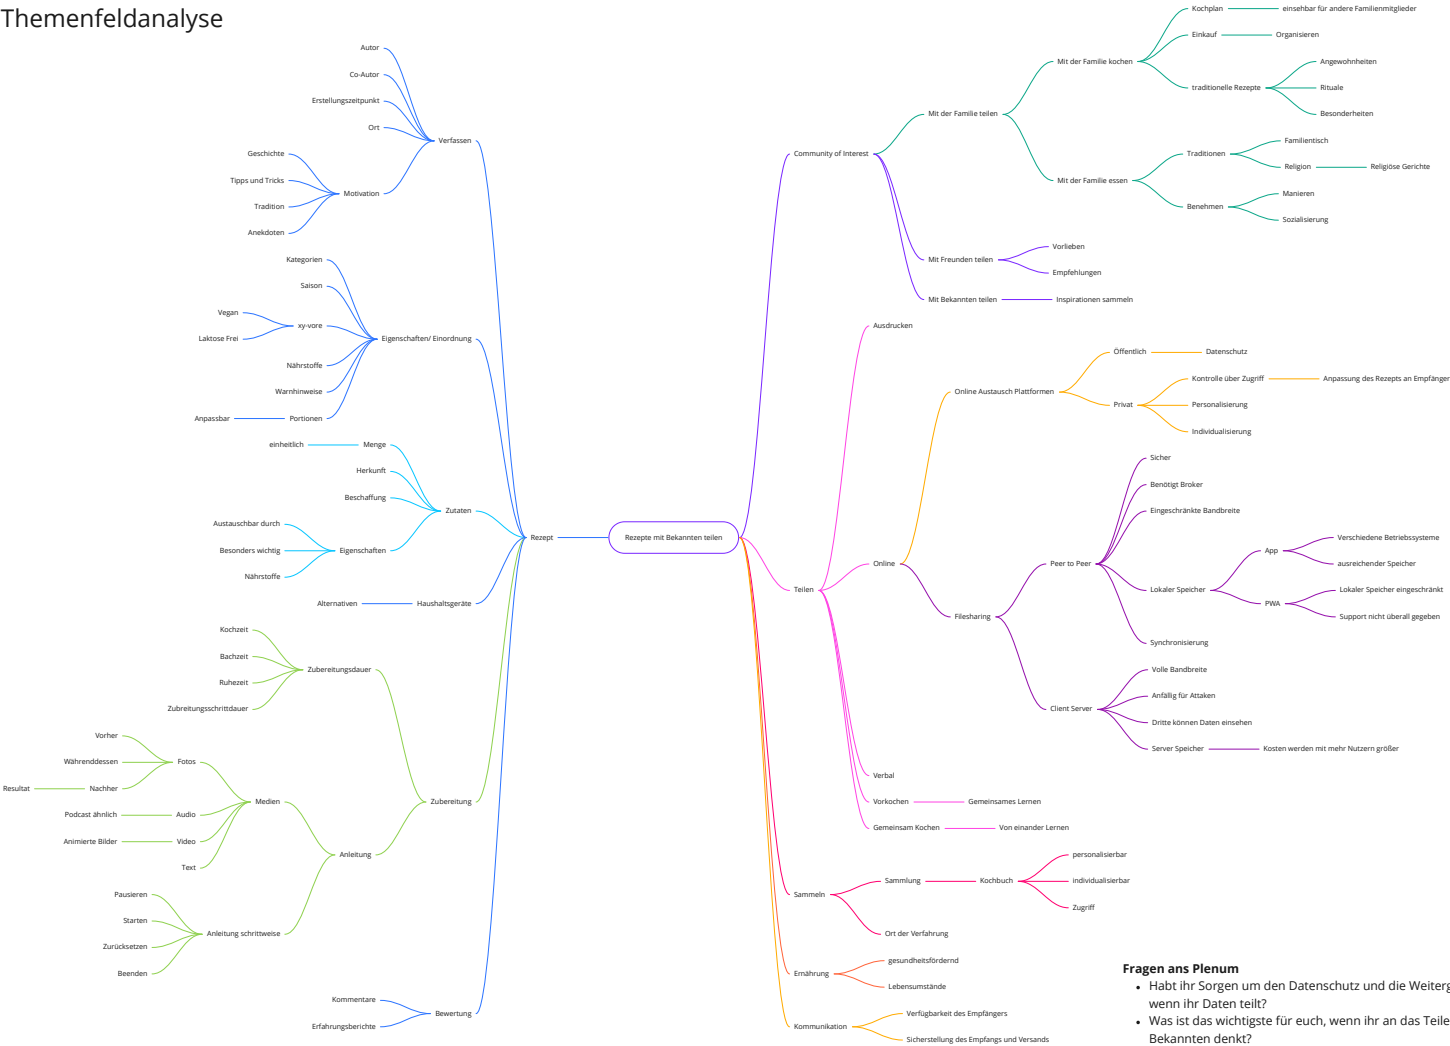 Themenfeldanalyse
Autor
Co-Autor
Erstellungszeitpunkt
Ort
Verfassen
Geschichte
Tipps und Tricks
Tradition
Anekdoten
Motivation
Kategorien
Saison
Vegan
Laktose Frei
xy-vore
Eigenschaften/ Einordnung
Nährstoffe
Warnhinweise
Anpassbar
Portionen
einheitlich
Menge
Herkunft
Beschaffung
Zutaten
Austauschbar durch
Besonders wichtig
Nährstoffe
Eigenschaften
Rezept
Alternativen
Haushaltsgeräte
Kochzeit
Bachzeit
Ruhezeit
Zubreitungsschrittdauer
Zubereitungsdauer
Vorher
Währenddessen
Resultat
Nachher
Fotos
Medien
Podcast ähnlich
Audio
Animierte Bilder
Video
Text
Zubereitung
Anleitung
Pausieren
Starten
Zurücksetzen
Beenden
Anleitung schrittweise
Kommentare
Erfahrungsberichte
Bewertung
Rezepte mit Bekannten teilen
Community of Interest
Mit der Familie teilen
Mit der Familie kochen
Kochplan
einsehbar für andere Familienmitglieder
Einkauf
Organisieren
traditionelle Rezepte
Angewohnheiten
Rituale
Besonderheiten
Mit der Familie essen
Traditionen
Familientisch
Religion
Religiöse Gerichte
Benehmen
Manieren
Sozialisierung
Mit Freunden teilen
Vorlieben
Empfehlungen
Mit Bekannten teilen
Inspirationen sammeln
Teilen
Ausdrucken
Online
Online Austausch Plattformen
Öffentlich
Datenschutz
Privat
Kontrolle über Zugriff
Anpassung des Rezepts an Empfänger
Personalisierung
Individualisierung
Filesharing
Peer to Peer
Sicher
Benötigt Broker
Eingeschränkte Bandbreite
Lokaler Speicher
App
Verschiedene Betriebssysteme
ausreichender Speicher
PWA
Lokaler Speicher eingeschränkt
Support nicht überall gegeben
Synchronisierung
Client Server
Volle Bandbreite
Anfällig für Attaken
Dritte können Daten einsehen
Server Speicher
Kosten werden mit mehr Nutzern größer
Verbal
Vorkochen
Gemeinsames Lernen
Gemeinsam Kochen
Von einander Lernen
Sammeln
Sammlung
Kochbuch
personalisierbar
individualisierbar
Zugriff
Ort der Verfahrung
Ernährung
gesundheitsfördernd
Lebensumstände
Kommunikation
Verfügbarkeit des Empfängers
Sicherstellung des Empfangs und Versands
Fragen ans Plenum
• Habt ihr Sorgen um den Datenschutz und die Weiterg
wenn ihr Daten teilt?
• Was ist das wichtigste für euch, wenn ihr an das Teile
Bekannten denkt?